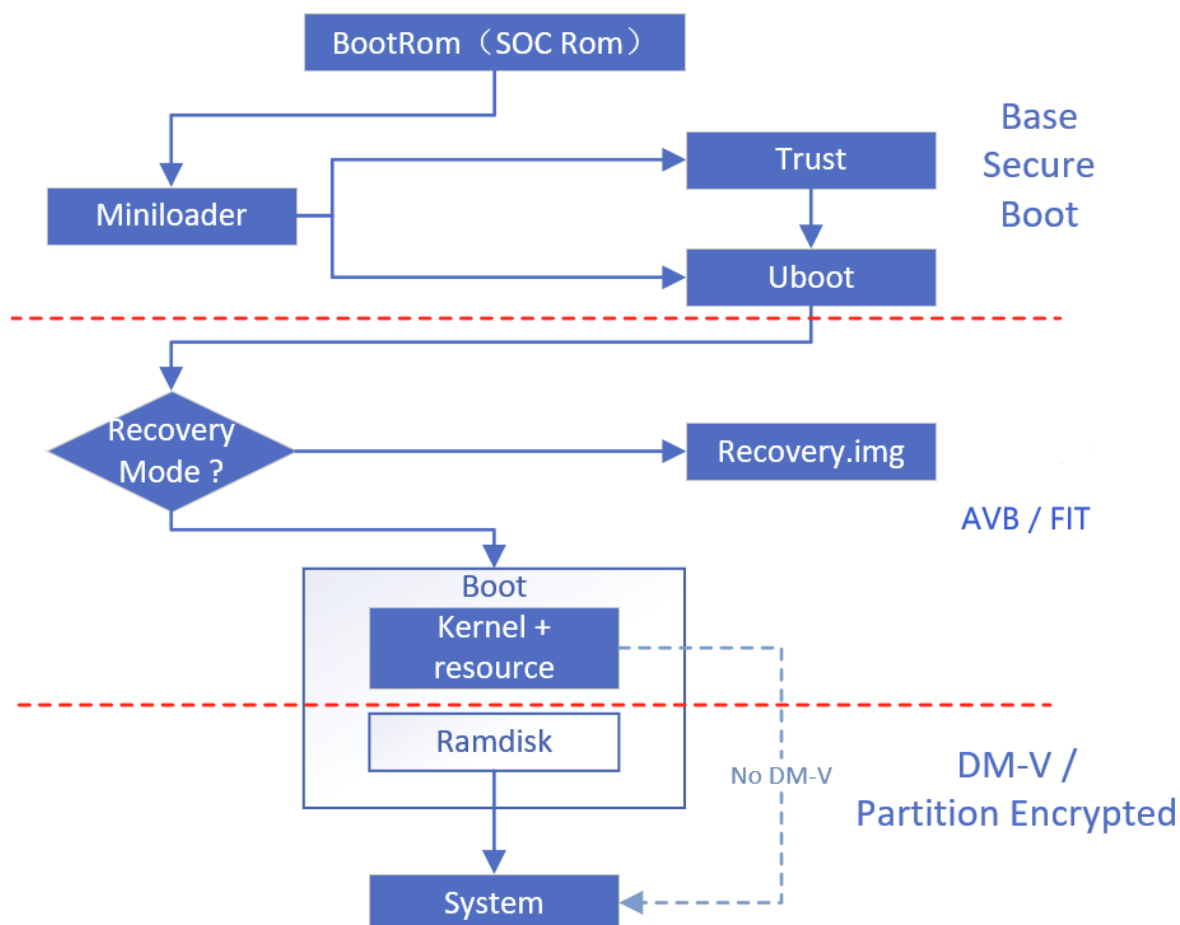 BootRom（SOC Rom）
Base
Secure
Boot
Trust
Miniloader
Uboot
Recovery
Mode ?
Recovery.img
AVB / FIT
Boot
Kernel +
resource
Ramdisk
No DM-V
DM-V /
Partition Encrypted
System